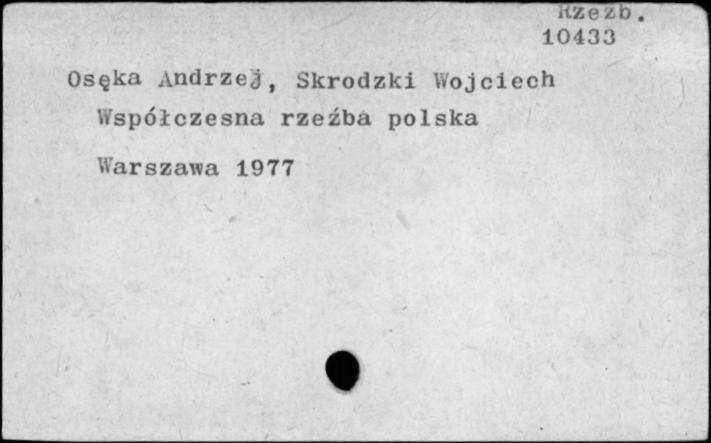 Rzeźb.
10433
Osęka Andrzej, Skrodzki Wojciech
Współczesna rzeźba polska
Warszawa 1977